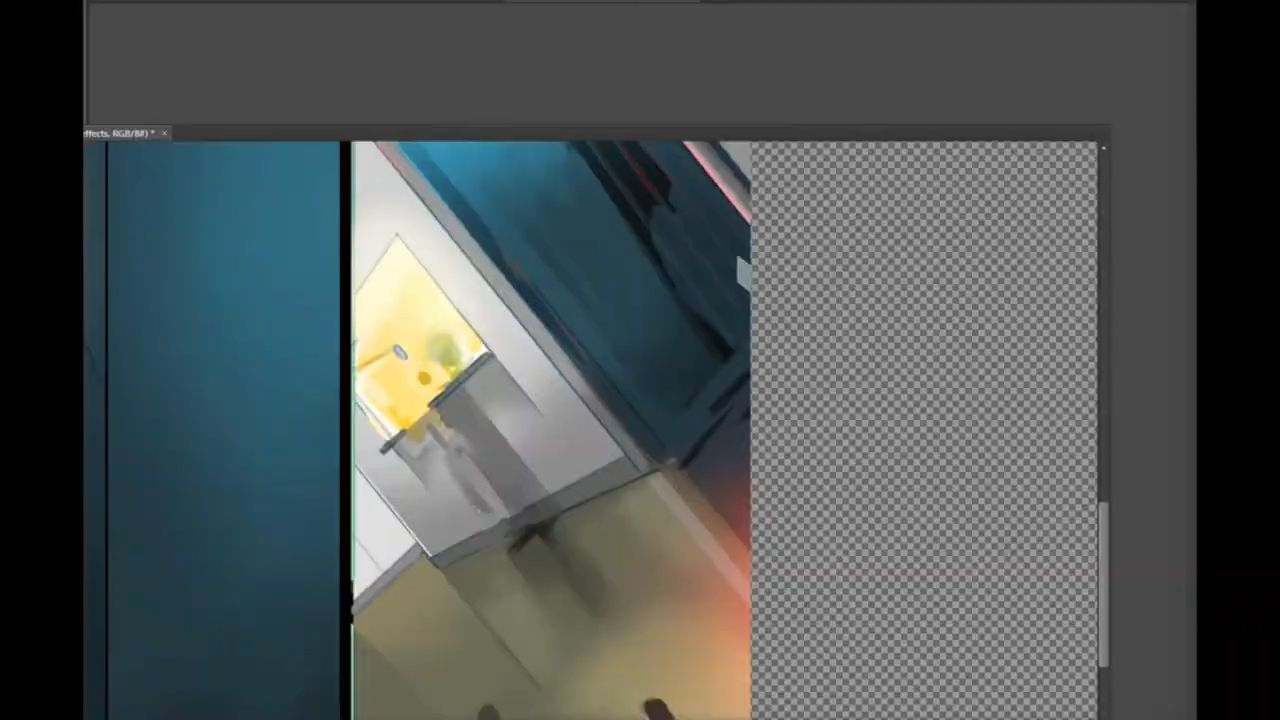 effects, RGB/8#) * ×